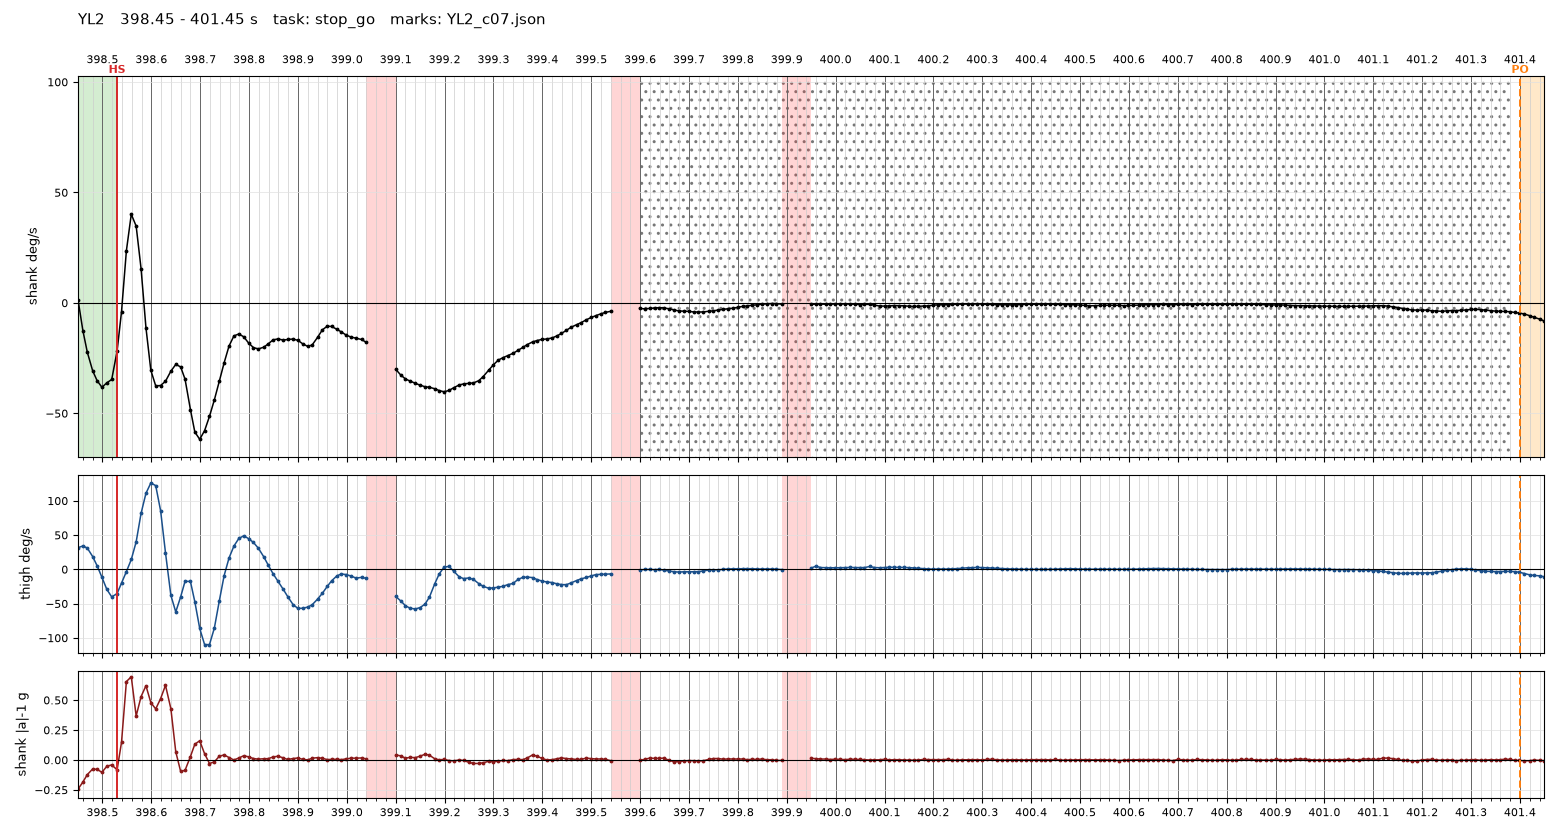 YL2   398.45 - 401.45 s   task: stop_go   marks: YL2_c07.json
398.5 398.6 398.7 398.8 398.9 399.0 399.1 399.2 399.3 399.4 399.5 399.6 399.7 399.8 399.9 400.0 400.1 400.2 400.3 400.4 400.5 400.6 400.7 400.8 400.9 401.0 401.1 401.2 401.3 401.4
HS PO
100
50
0
−50
shank deg/s
100
50
0
−50
−100
thigh deg/s
0.50
0.25
0.00
−0.25
shank |a|-1 g
398.5 398.6 398.7 398.8 398.9 399.0 399.1 399.2 399.3 399.4 399.5 399.6 399.7 399.8 399.9 400.0 400.1 400.2 400.3 400.4 400.5 400.6 400.7 400.8 400.9 401.0 401.1 401.2 401.3 401.4